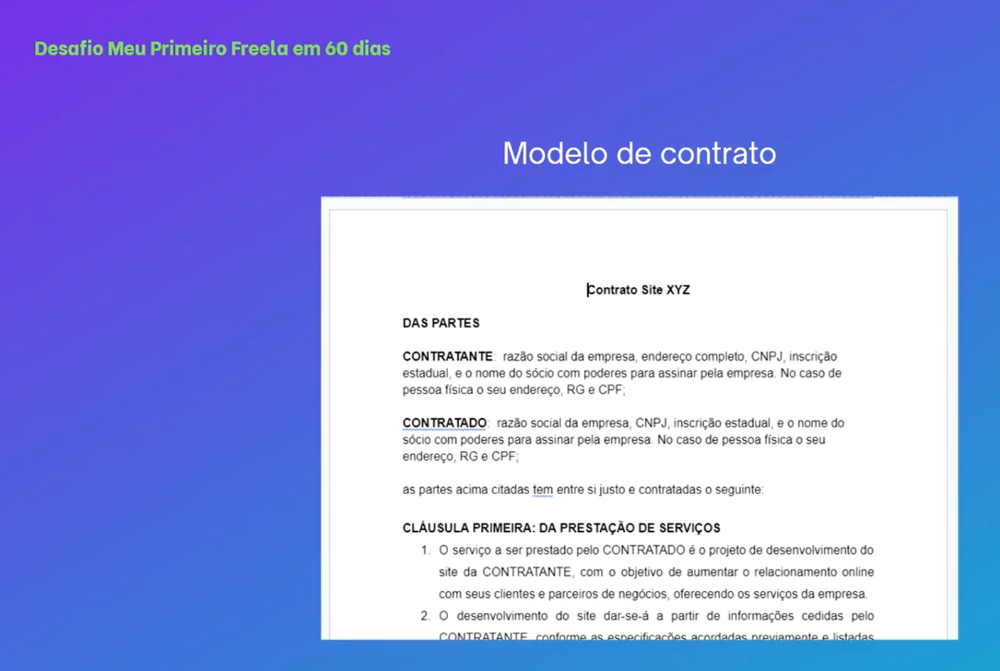 Desafio Meu Primeiro Freela em 60 dias
Modelo de contrato
Contrato Site XYZ
DAS PARTES
CONTRATANTE: razão social da empresa, endereço completo, CNPJ, inscrição
estadual, e o nome do sócio com poderes para assinar pela empresa. No caso de
pessoa física o seu endereço, RG e CPF;
CONTRATADO: razão social da empresa, CNPJ, inscrição estadual, e o nome do
sócio com poderes para assinar pela empresa. No caso de pessoa física o seu
endereço, RG e CPF;
as partes acima citadas tem entre si justo e contratadas o seguinte:
CLÁUSULA PRIMEIRA: DA PRESTAÇÃO DE SERVIÇOS
1. O serviço a ser prestado pelo CONTRATADO é o projeto de desenvolvimento do
site da CONTRATANTE, com o objetivo de aumentar o relacionamento online
com seus clientes e parceiros de negócios, oferecendo os serviços da empresa.
2. O desenvolvimento do site dar-se-á a partir de informações cedidas pelo
CONTRATANTE, conforme as especificações acordadas previamente e listadas